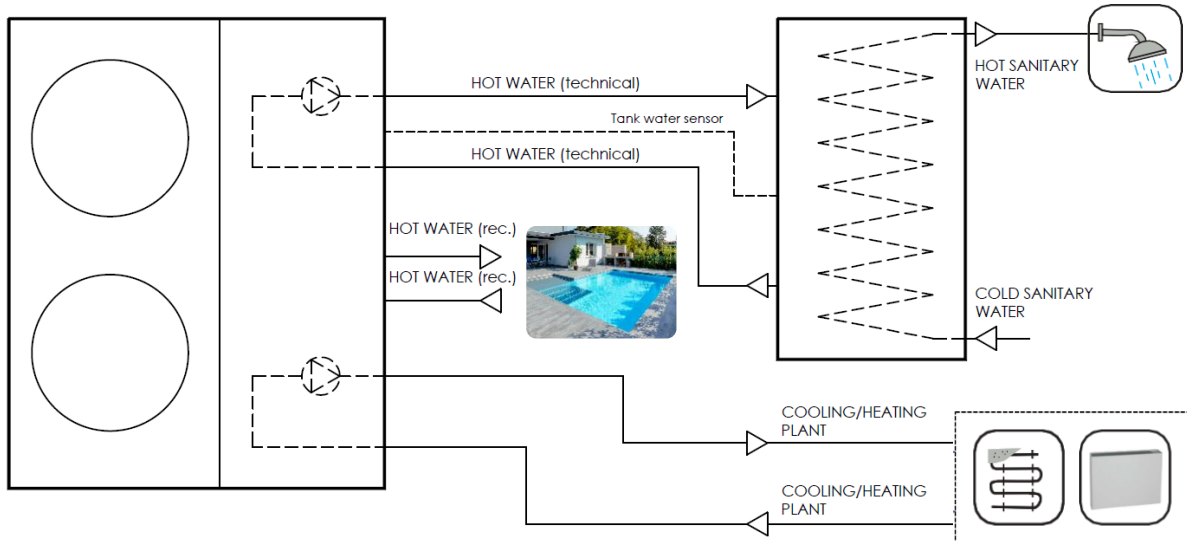 HOT WATER (technical)
Tank water sensor
HOT WATER (technical)
HOT SANITARY
WATER
HOT WATER (rec.)
HOT WATER (rec.)
COLD SANITARY
WATER
COOLING/HEATING
PLANT
COOLING/HEATING
PLANT